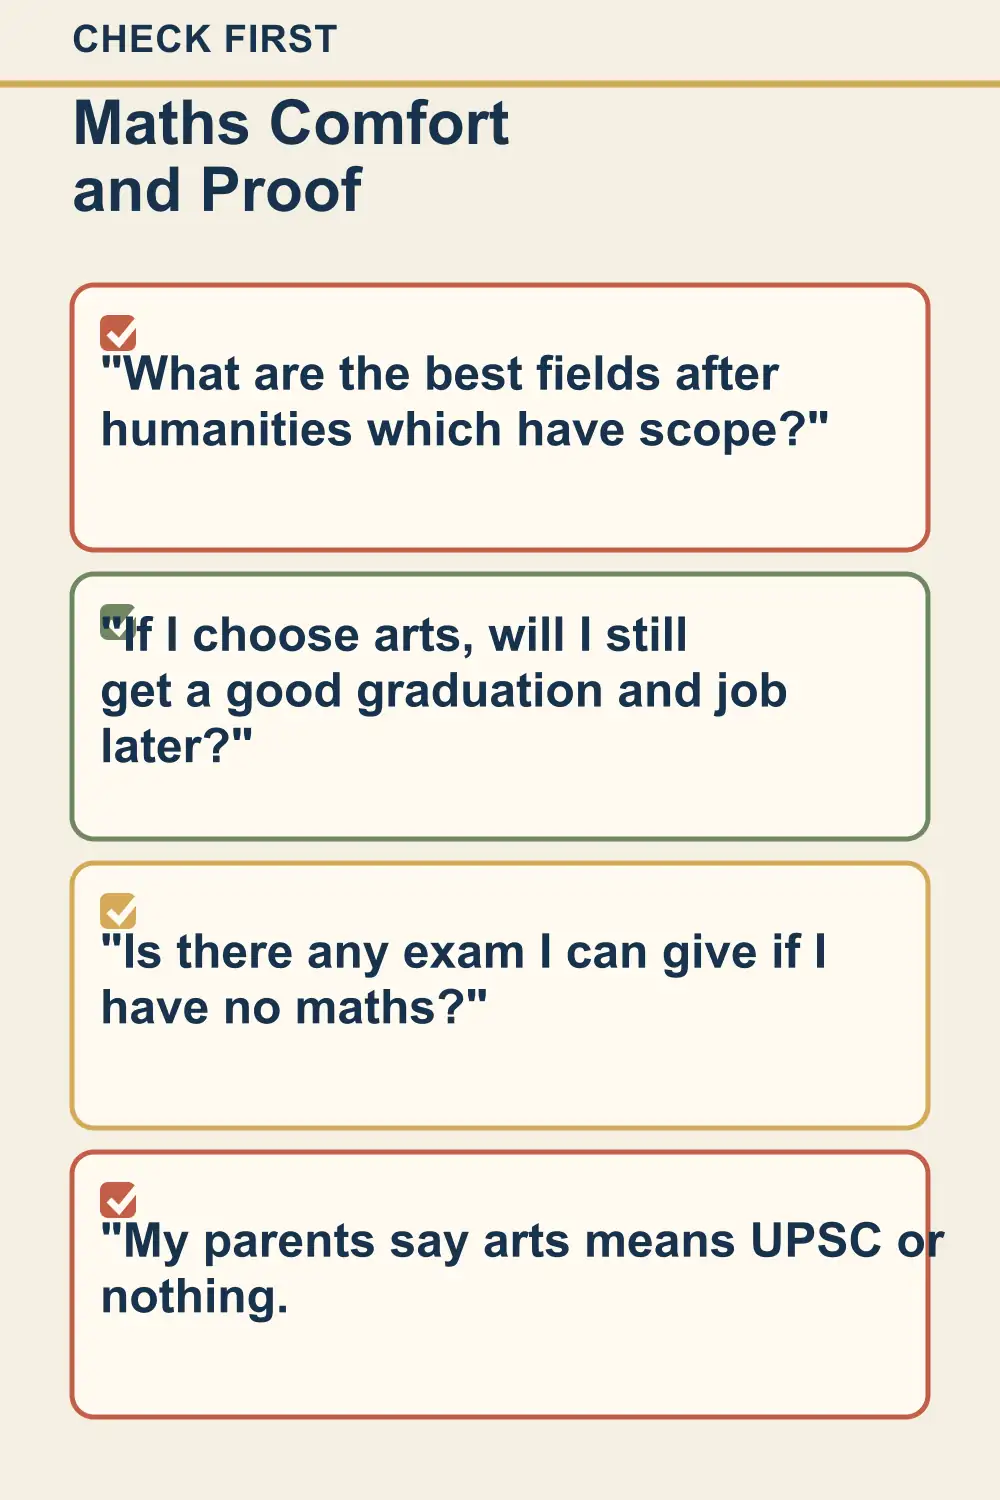 CHECK FIRST
Maths Comfort
and Proof
"What are the best fields after
humanities which have scope?"
"If I choose arts, will I still
get a good graduation and job
later?"
"Is there any exam I can give if I
have no maths?"
"My parents say arts means UPSC or
nothing.